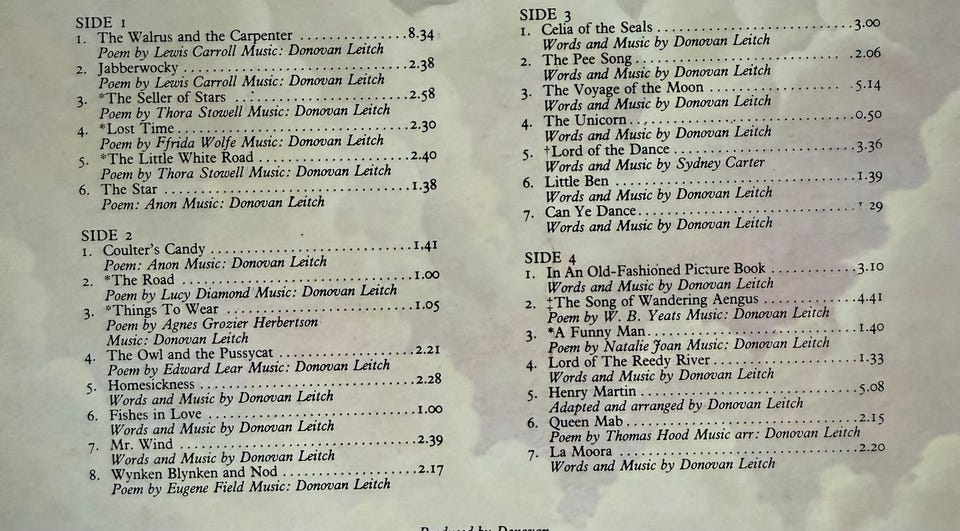 SIDE 1
1. The Walrus and the Carpenter ..............8.34
Poem by Lewis Carroll Music: Donovan Leitch
2. Jabberwocky ..............................2.38
Poem by Lewis Carroll Music: Donovan Leitch
3. *The Seller of Stars ......................2.58
Poem by Thora Stowell Music: Donovan Leitch
4. *Lost Time..............................2.30
Poem by Ffrida Wolfe Music: Donovan Leitch
5. *The Little White Road ....................2.40
Poem by Thora Stowell Music: Donovan Leitch
6. The Star ................................1.38
Poem: Anon Music: Donovan Leitch
SIDE 2
1. Coulter's Candy ..........................1.41
Poem: Anon Music: Donovan Leitch
2. *The Road ..............................1.00
Poem by Lucy Diamond Music: Donovan Leitch
3. *Things To Wear ..........................1.05
Poem by Agnes Grozier Herbertson
Music: Donovan Leitch
4. The Owl and the Pussycat ..................2.21
Poem by Edward Lear Music: Donovan Leitch
5. Homesickness ............................2.28
Words and Music by Donovan Leitch
6. Fishes in Love ............................1.00
Words and Music by Donovan Leitch
7. Mr. Wind ................................2.39
Words and Music by Donovan Leitch
8. Wynken Blynken and Nod ..................2.17
Poem by Eugene Field Music: Donovan Leitch
SIDE 3
1. Celia of the Seals ..........................3.00
Words and Music by Donovan Leitch
2. The Pee Song..............................2.06
Words and Music by Donovan Leitch
3. The Voyage of the Moon ..................5.14
Words and Music by Donovan Leitch
4. The Unicorn..............................0.50
Words and Music by Donovan Leitch
5. †Lord of the Dance ........................3.36
Words and Music by Sydney Carter
6. Little Ben ................................1.39
Words and Music by Donovan Leitch
7. Can Ye Dance..............................1 29
Words and Music by Donovan Leitch
SIDE 4
1. In An Old-Fashioned Picture Book ............3.10
Words and Music by Donovan Leitch
2. ‡The Song of Wandering Aengus ..............4.41
Poem by W. B. Yeats Music: Donovan Leitch
3. *A Funny Man..............................1.40
Poem by Natalie Joan Music: Donovan Leitch
4. Lord of The Reedy River ....................1.33
Words and Music by Donovan Leitch
5. Henry Martin ............................5.08
Adapted and arranged by Donovan Leitch
6. Queen Mab................................2.15
Poem by Thomas Hood Music arr: Donovan Leitch
7. La Moora ................................2.20
Words and Music by Donovan Leitch
Produced by Donovan